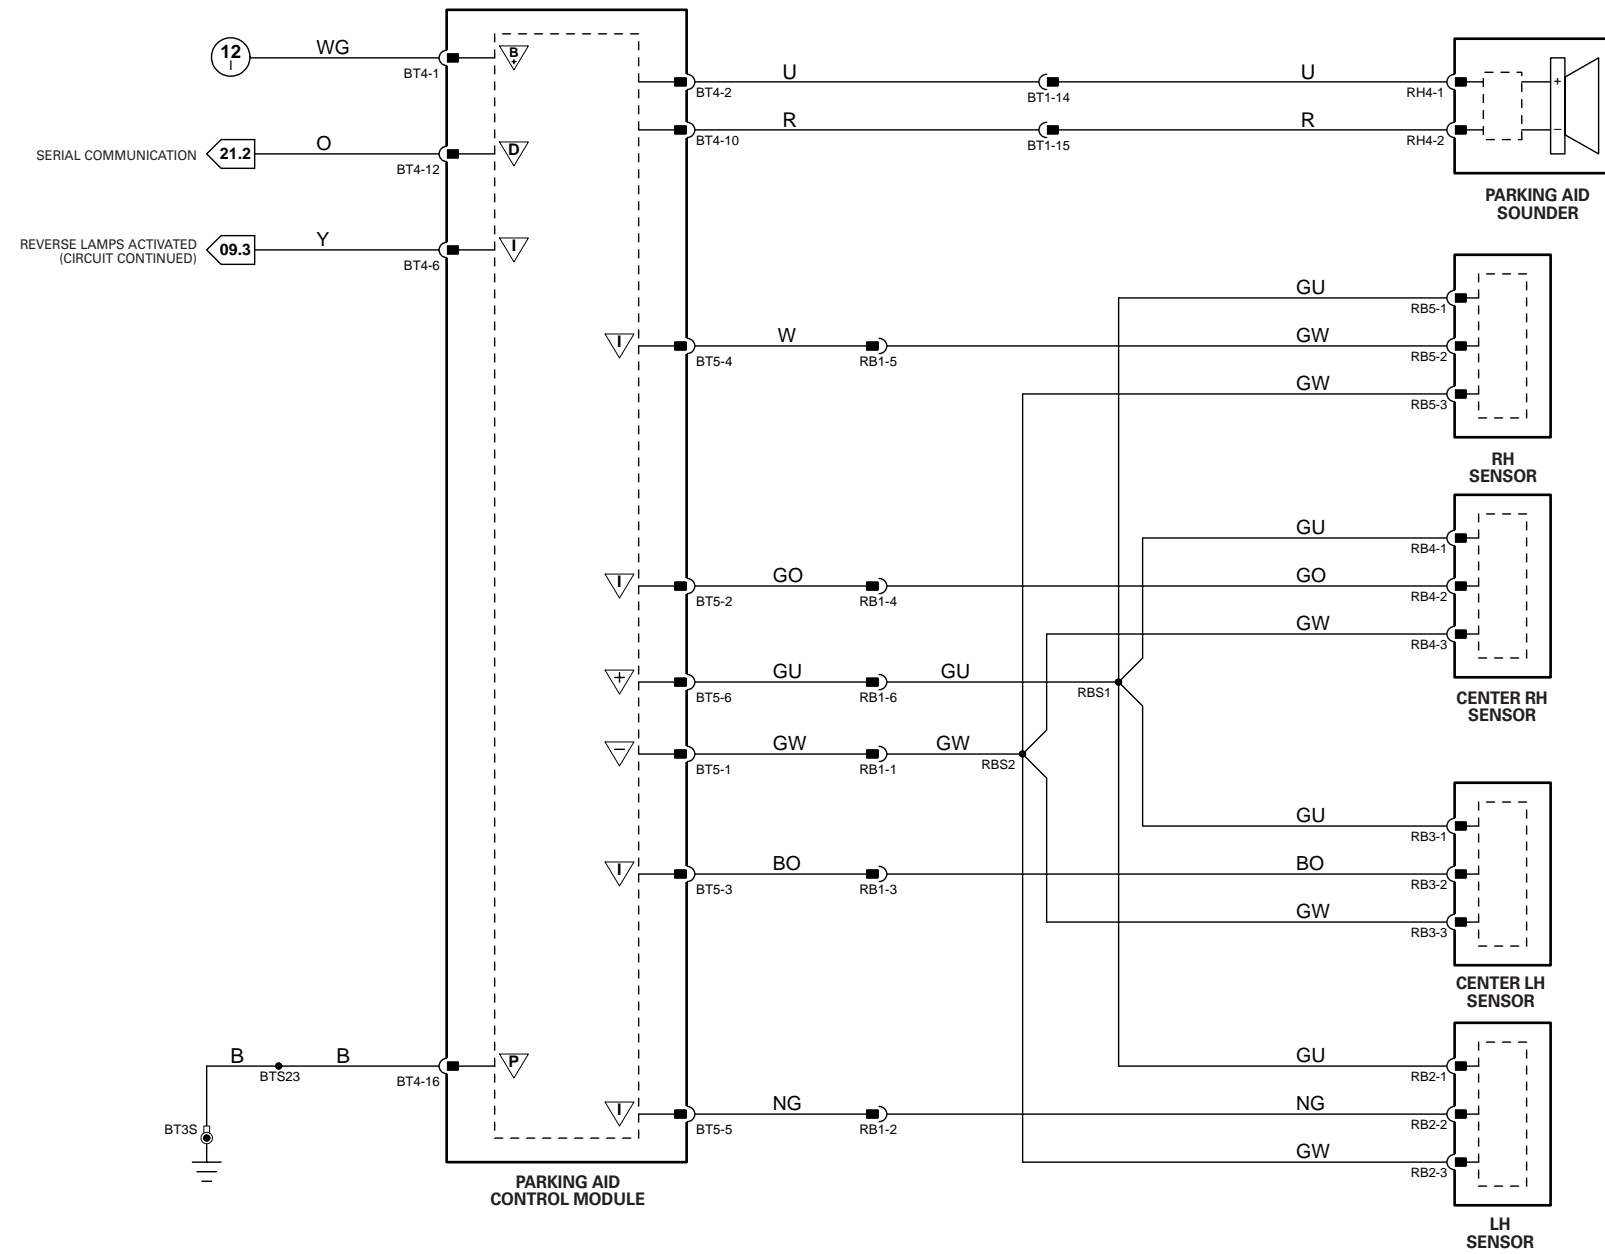 12
I
WG
BT4-1
B
+
BT4-2
U
BT1-14
U
RH4-1
+
BT4-10
R
BT1-15
R
RH4-2
–
PARKING AID
SOUNDER
SERIAL COMMUNICATION
21.2
O
BT4-12
D
REVERSE LAMPS ACTIVATED
(CIRCUIT CONTINUED)
09.3
Y
BT4-6
I
GU
RB5-1
I
BT5-4
W
RB1-5
GW
RB5-2
GW
RB5-3
RH
SENSOR
GU
RB4-1
I
BT5-2
GO
RB1-4
GO
RB4-2
GW
RB4-3
CENTER RH
SENSOR
+
BT5-6
GU
RB1-6
GU
RBS1
–
BT5-1
GW
RB1-1
GW
RBS2
GU
RB3-1
I
BT5-3
BO
RB1-3
BO
RB3-2
GW
RB3-3
CENTER LH
SENSOR
B
BTS23
B
BT4-16
P
BT3S
GU
RB2-1
I
BT5-5
NG
RB1-2
NG
RB2-2
GW
RB2-3
PARKING AID
CONTROL MODULE
LH
SENSOR